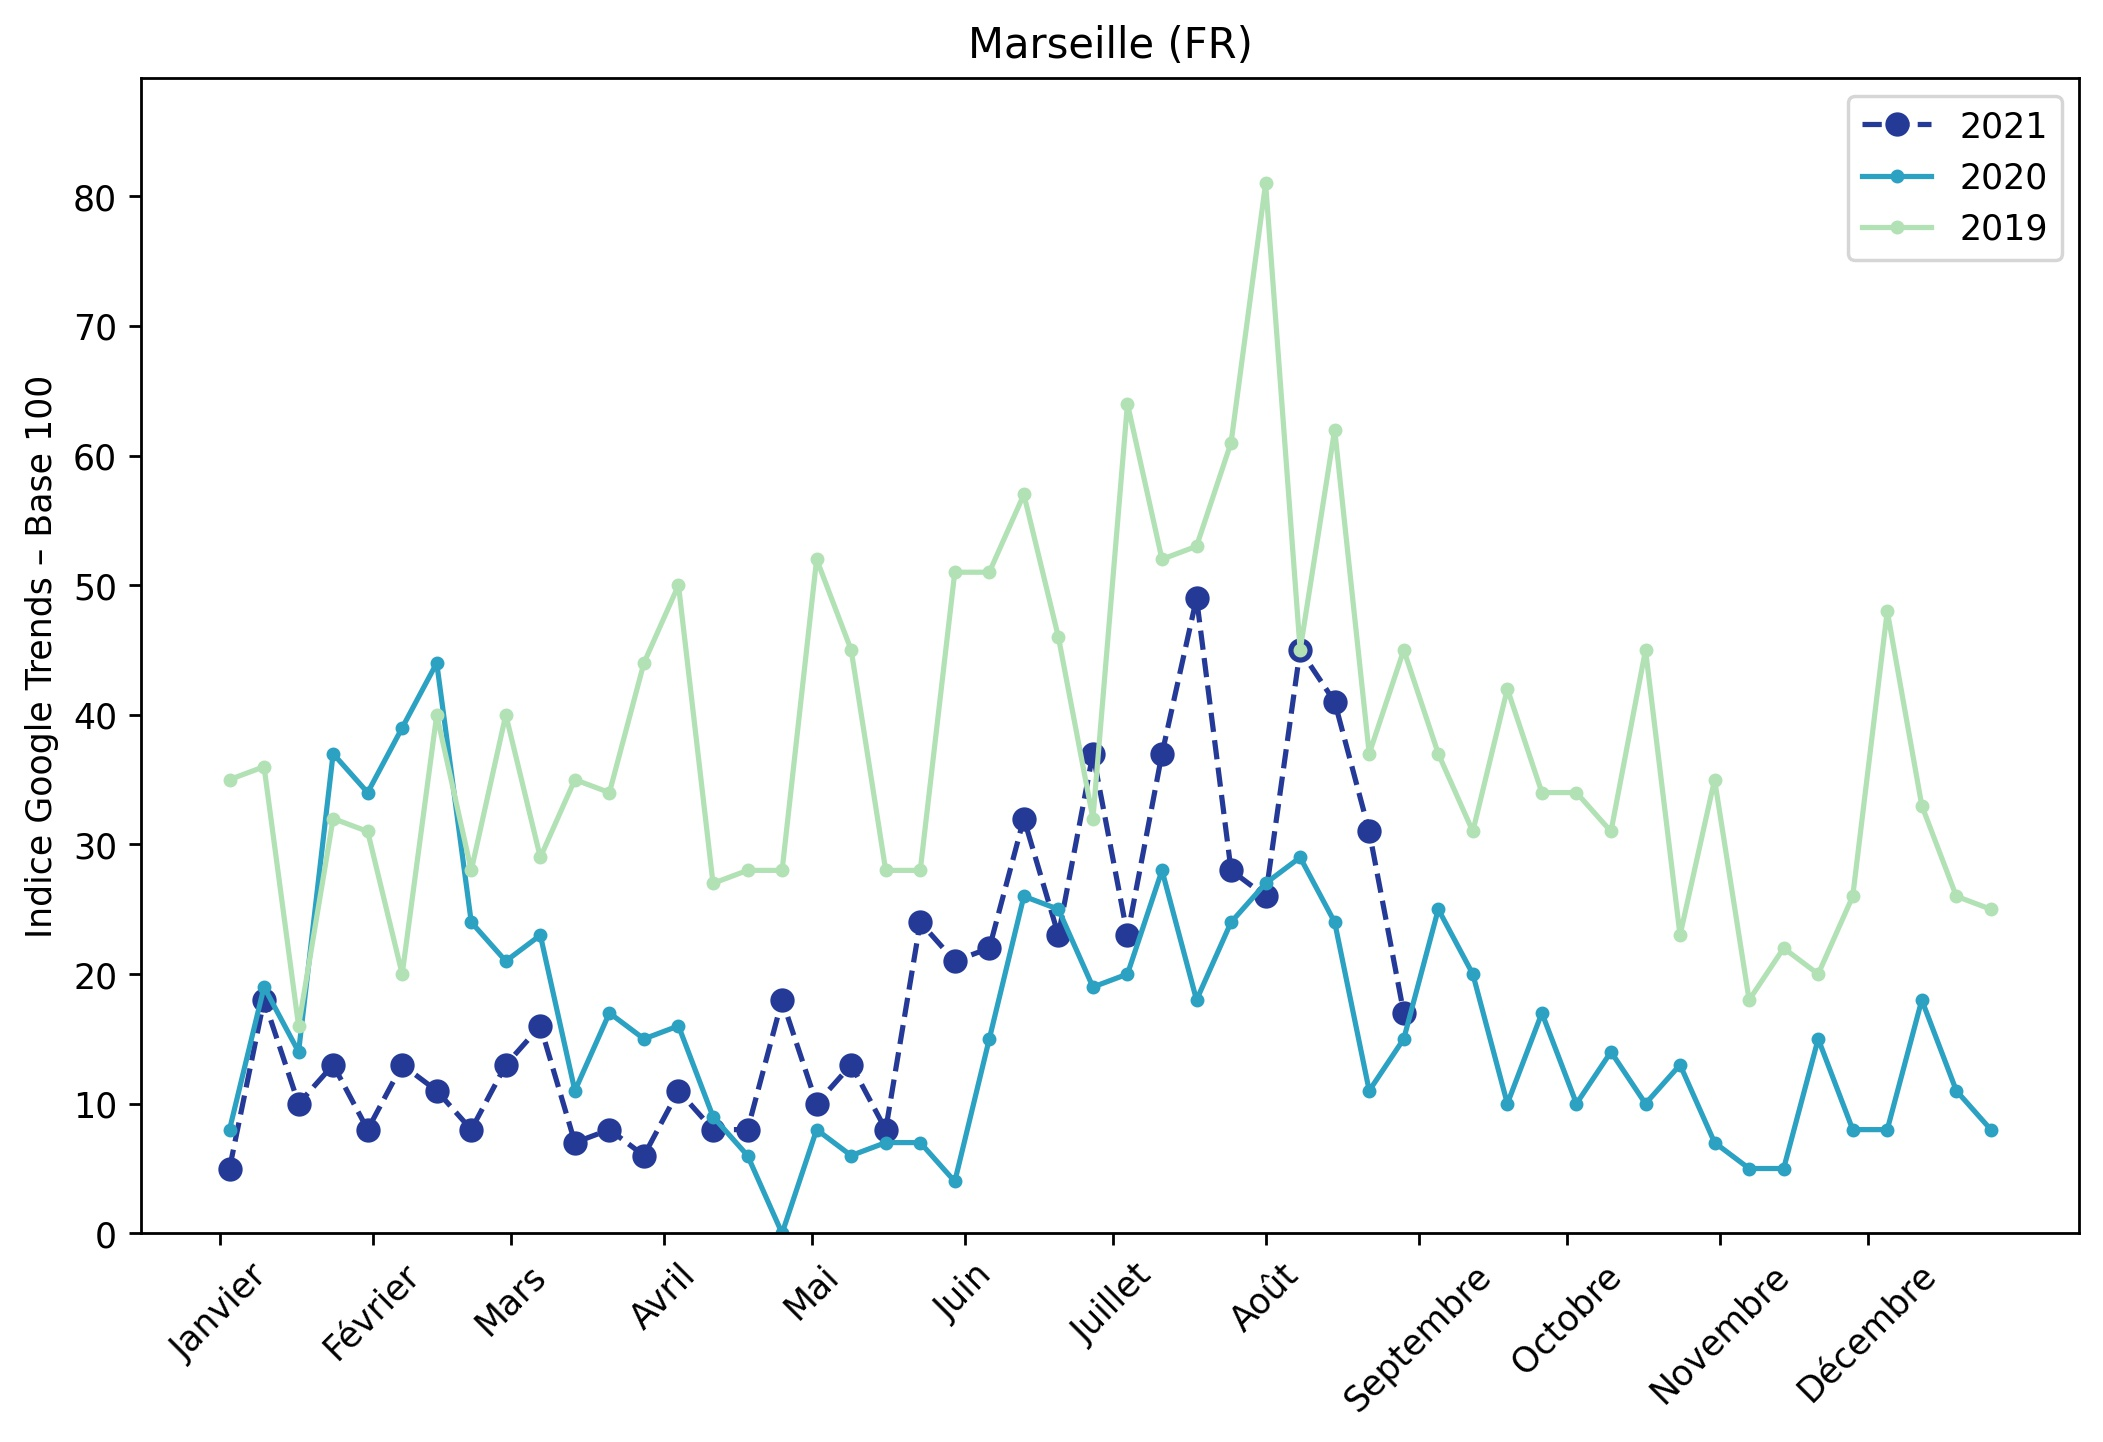 Marseille (FR)
Indice Google Trends – Base 100
80
70
60
50
40
30
20
10
0
2021
2020
2019
Janvier
Février
Mars
Avril
Mai
Juin
Juillet
Août
Septembre
Octobre
Novembre
Décembre